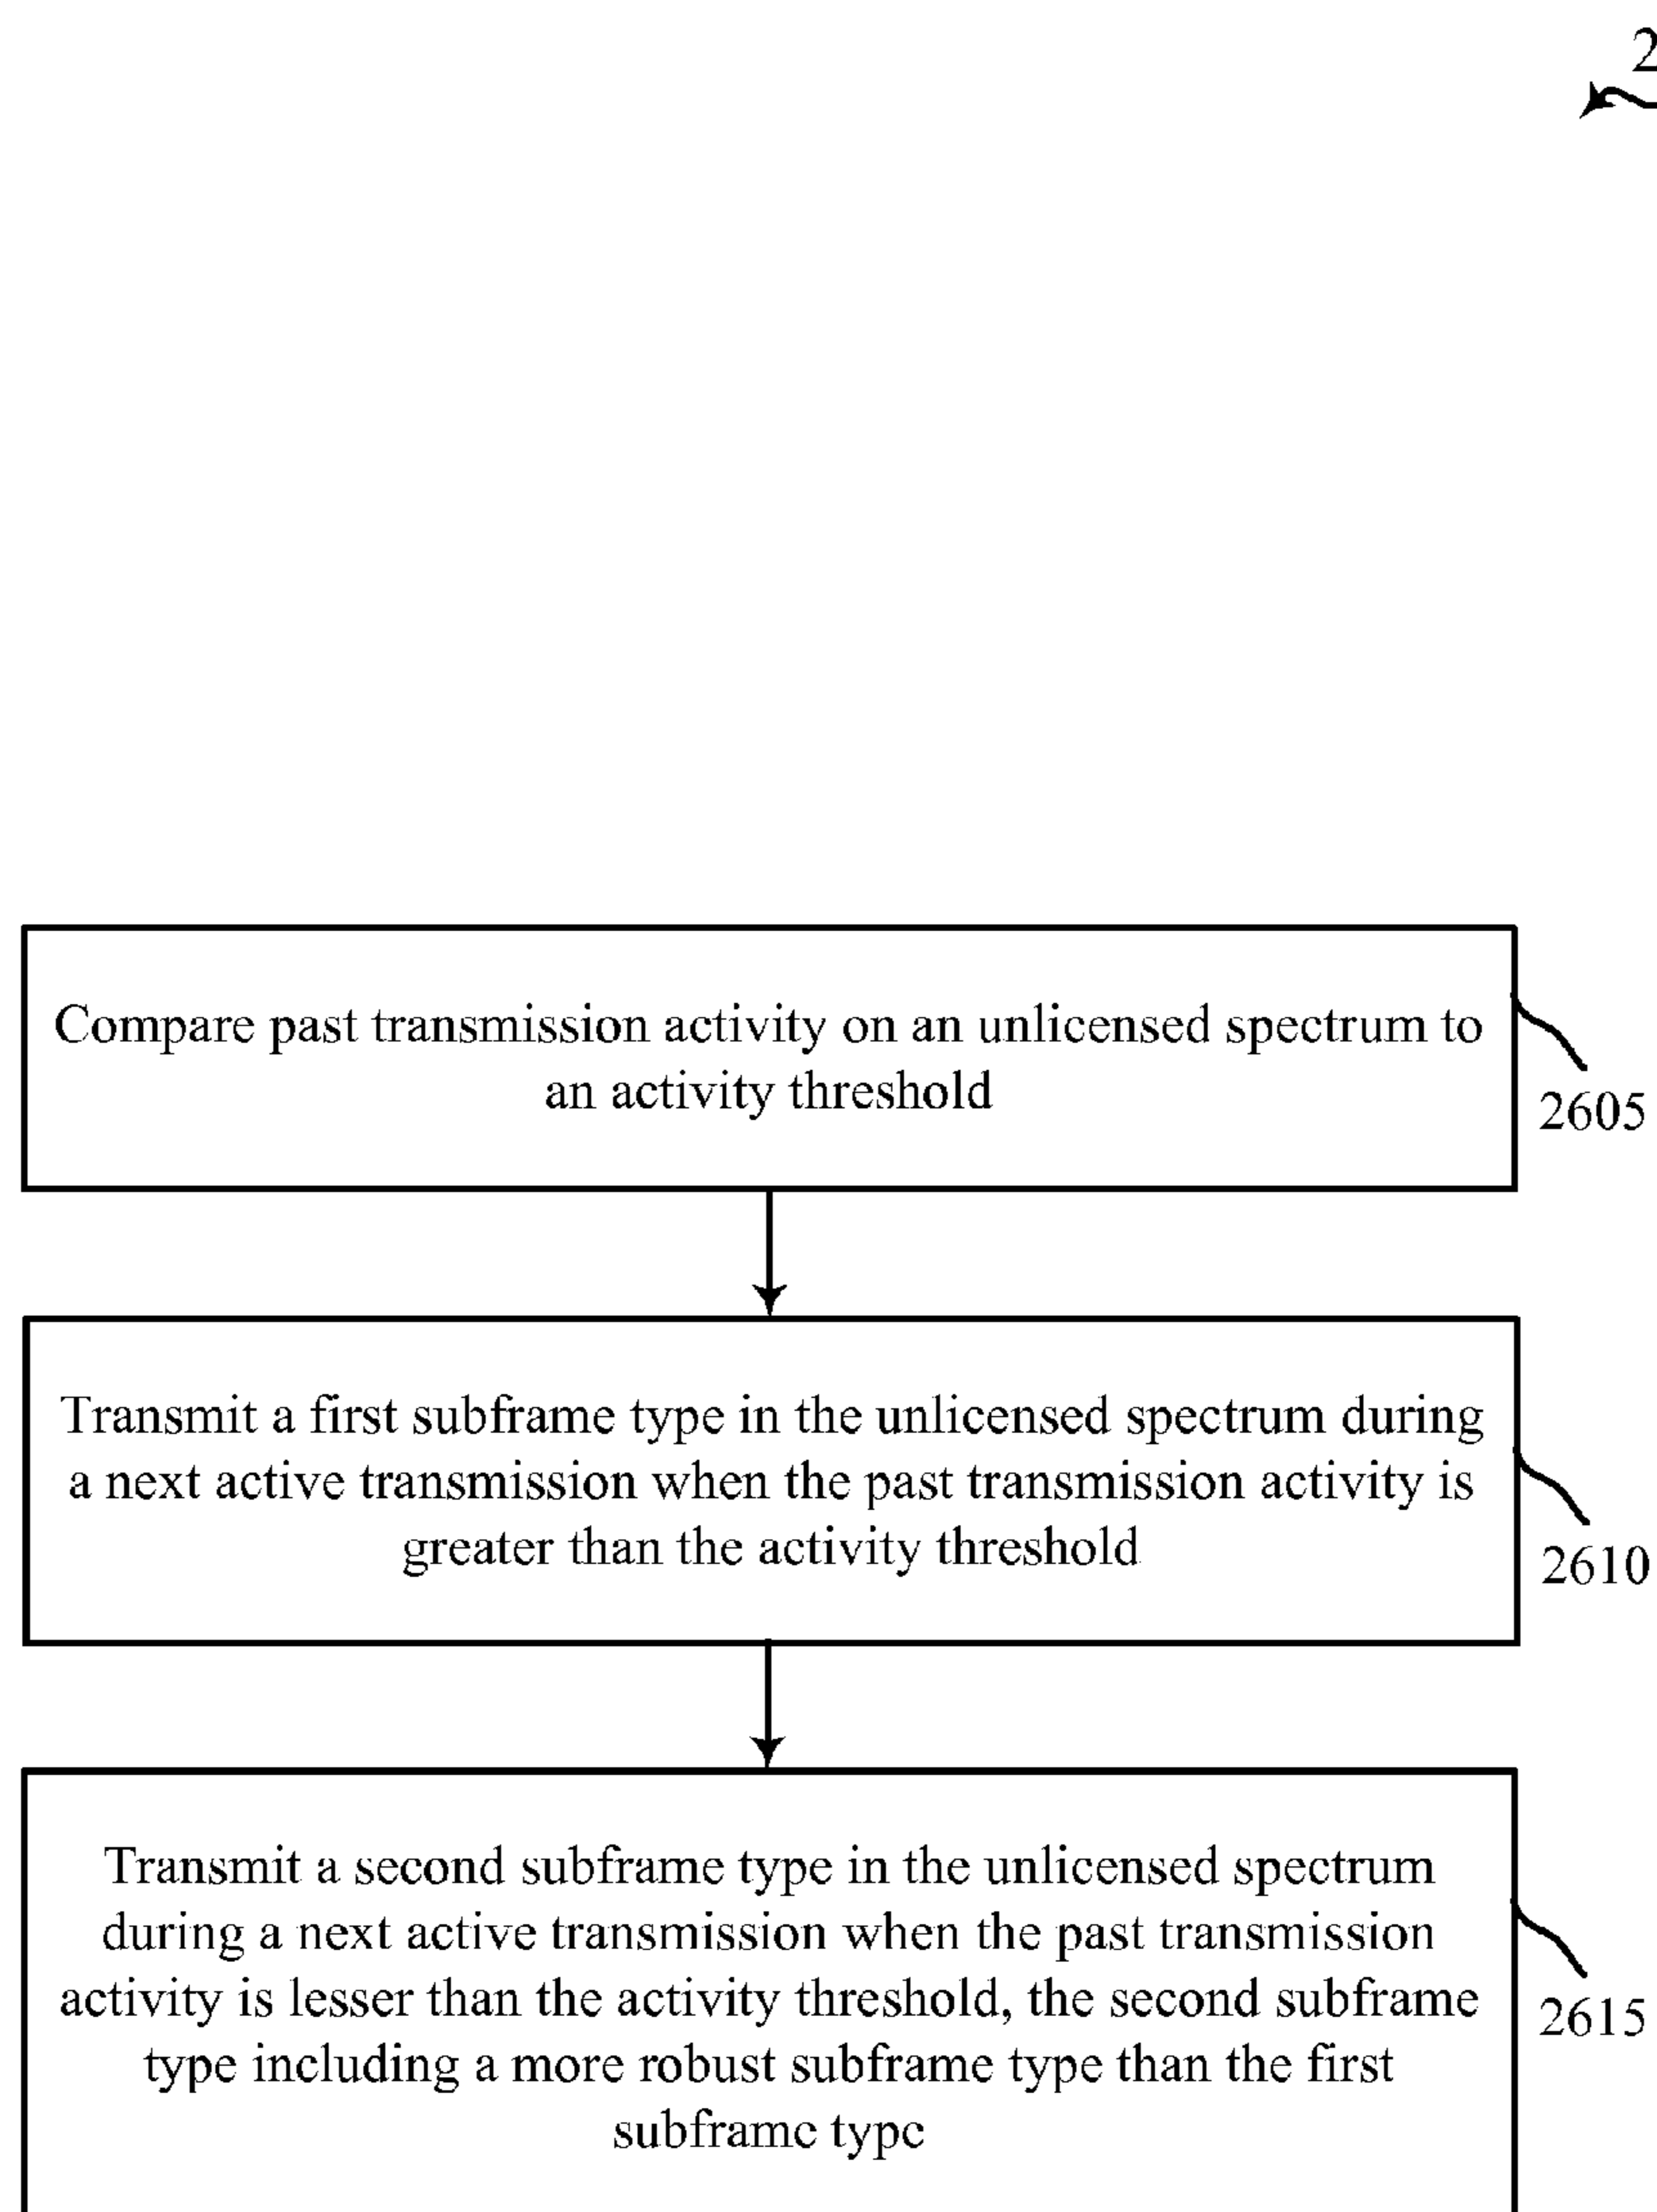 2
Compare past transmission activity on an unlicensed spectrum to
an activity threshold
2605
Transmit a first subframe type in the unlicensed spectrum during
a next active transmission when the past transmission activity is
greater than the activity threshold
2610
Transmit a second subframe type in the unlicensed spectrum
during a next active transmission when the past transmission
activity is lesser than the activity threshold, the second subframe
type including a more robust subframe type than the first
subframe type
2615